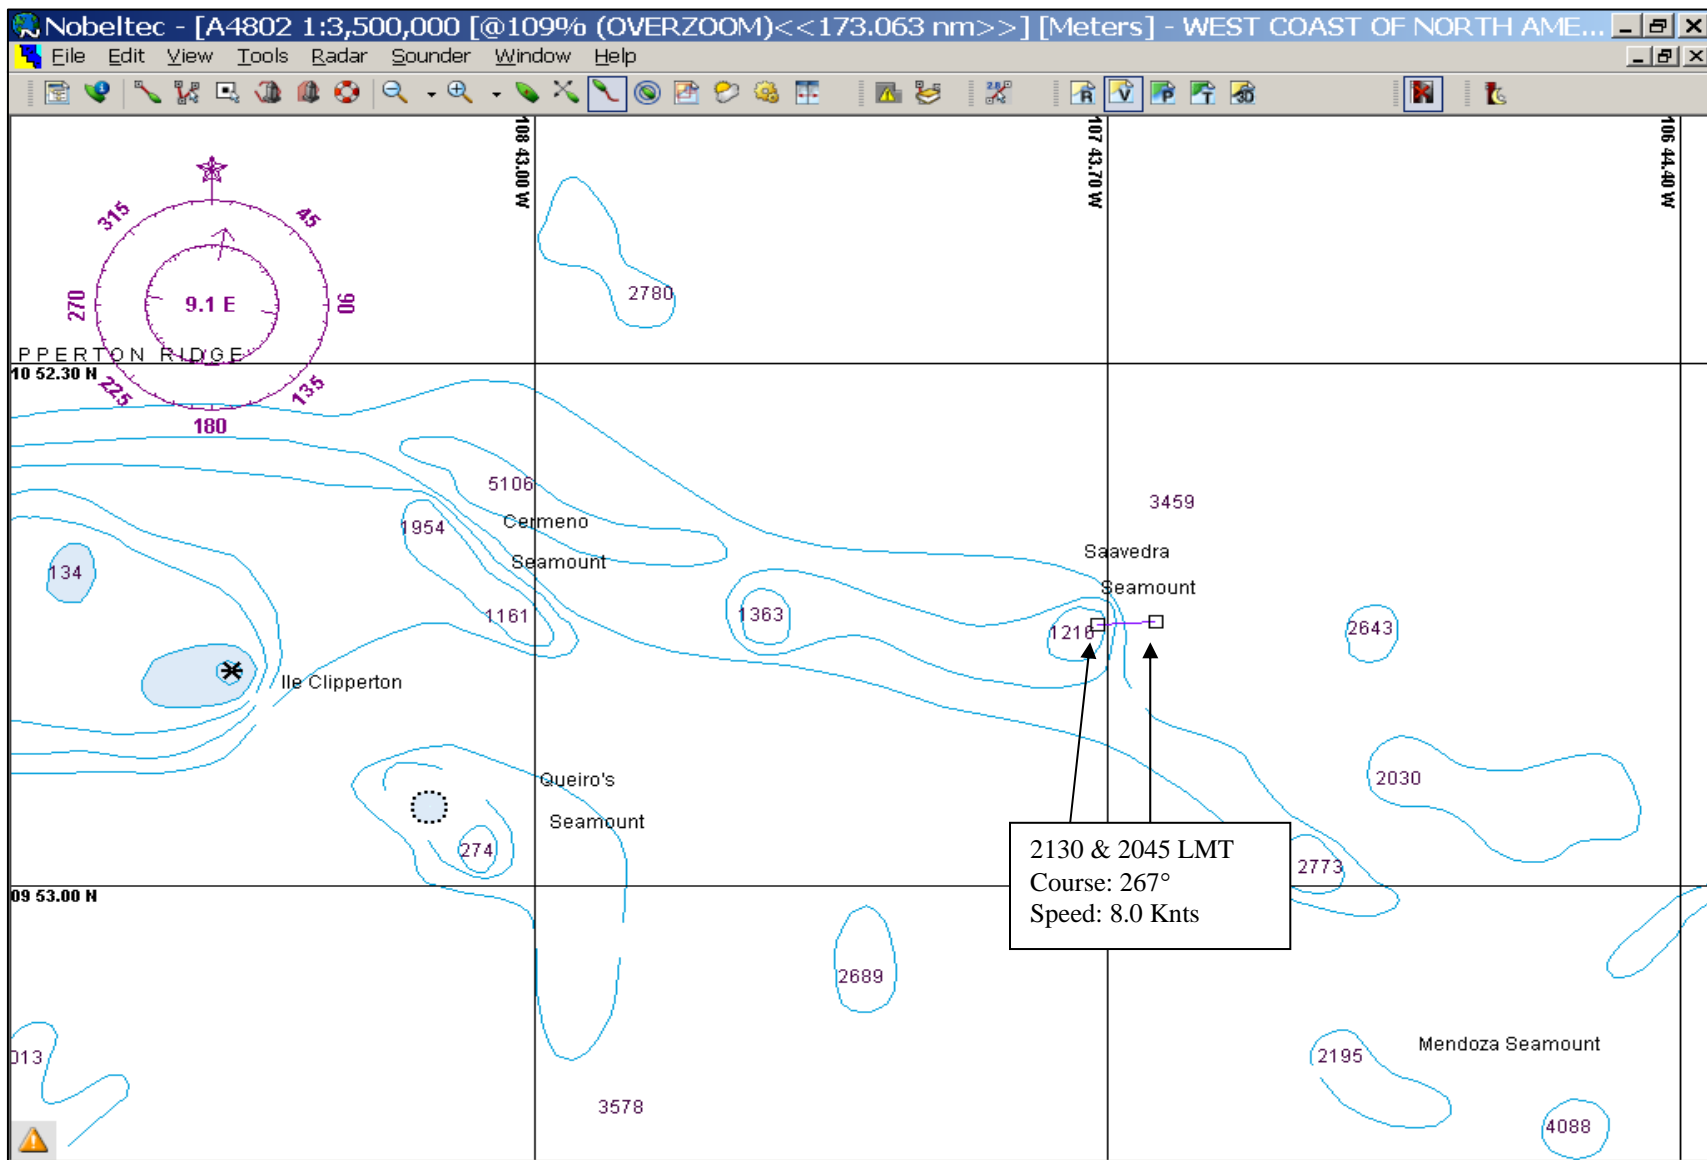 Nobeltec - [A4802 1:3,500,000 [@109% (OVERZOOM)<<173.063 nm>>] [Meters] - WEST COAST OF NORTH AME...
File Edit View Tools Radar Sounder Window Help
R V P T 3D
108 43.00 W
107 43.70 W
106 44.40 W
315
45
270
9.1 E
90
225
135
180
2780
PPERTON RIDGE
10 52.30 N
5106
3459
1954
Cermeno
Seamount
Saavedra
Seamount
134
1161
1363
1216
2643
Ile Clipperton
Queiro's
Seamount
2030
274
2130 & 2045 LMT
Course: 267°
Speed: 8.0 Knts
2773
09 53.00 N
2689
013
Mendoza Seamount
2195
3578
4088